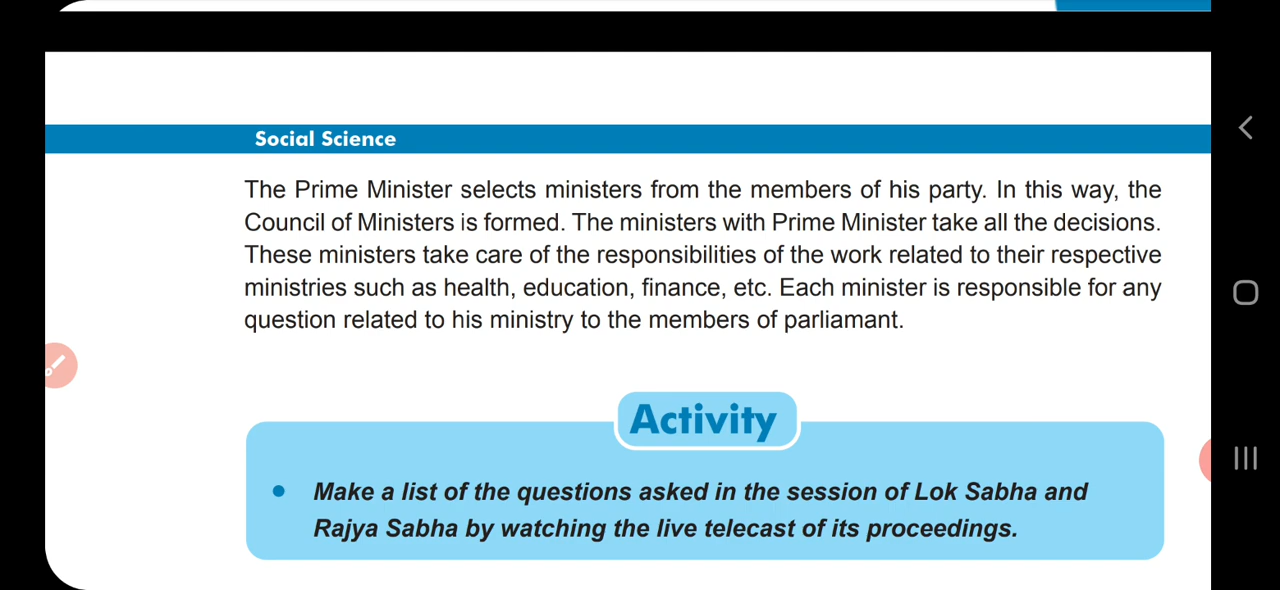 Social Science
The Prime Minister selects ministers from the members of his party. In this way, the
Council of Ministers is formed. The ministers with Prime Minister take all the decisions.
These ministers take care of the responsibilities of the work related to their respective
ministries such as health, education, finance, etc. Each minister is responsible for any
question related to his ministry to the members of parliamant.
Activity
• Make a list of the questions asked in the session of Lok Sabha and
Rajya Sabha by watching the live telecast of its proceedings.